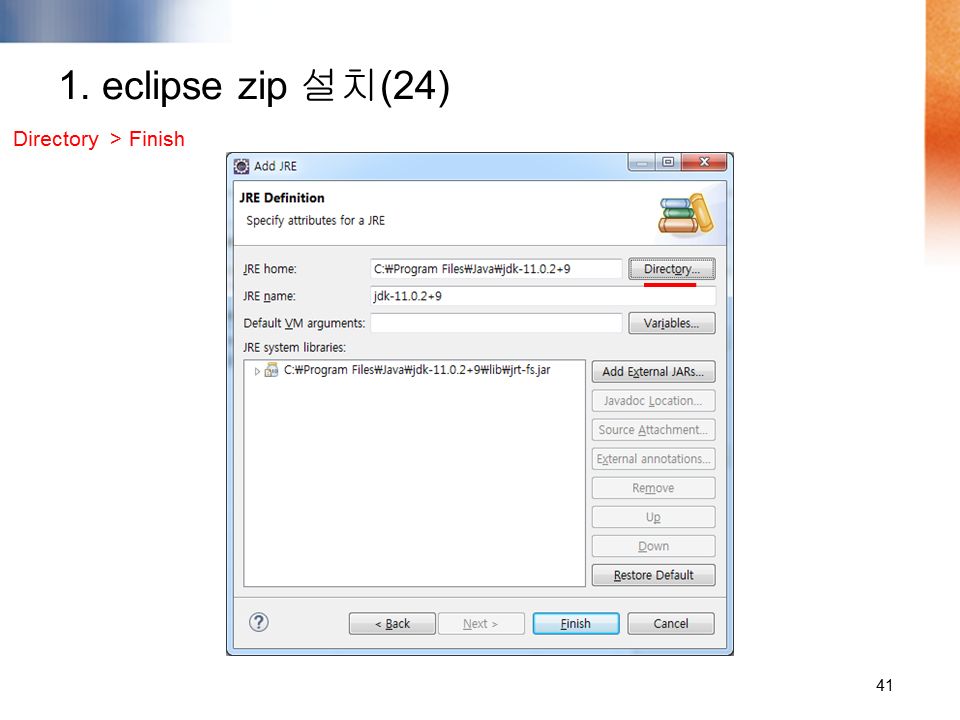 1. eclipse zip 설치(24)
Directory > Finish
Add JRE
JRE Definition
Specify attributes for a JRE
JRE home:
C:₩Program Files₩Java₩jdk-11.0.2+9
Directory...
JRE name:
jdk-11.0.2+9
Default VM arguments:
Variables...
JRE system libraries:
C:₩Program Files₩Java₩jdk-11.0.2+9₩lib₩jrt-fs.jar
Add External JARs...
Javadoc Location...
Source Attachment...
External annotations...
Remove
Up
Down
Restore Default
?
< Back
Next >
Finish
Cancel
41